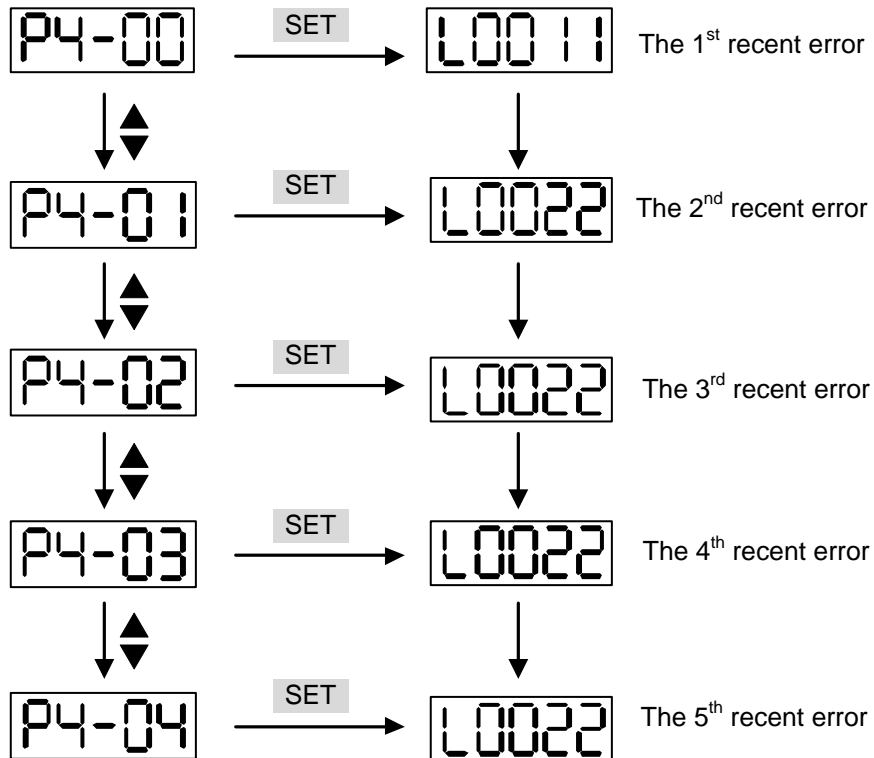 P4-00 SET L0011 The 1st recent error
P4-01 SET L0022 The 2nd recent error
P4-02 SET L0022 The 3rd recent error
P4-03 SET L0022 The 4th recent error
P4-04 SET L0022 The 5th recent error